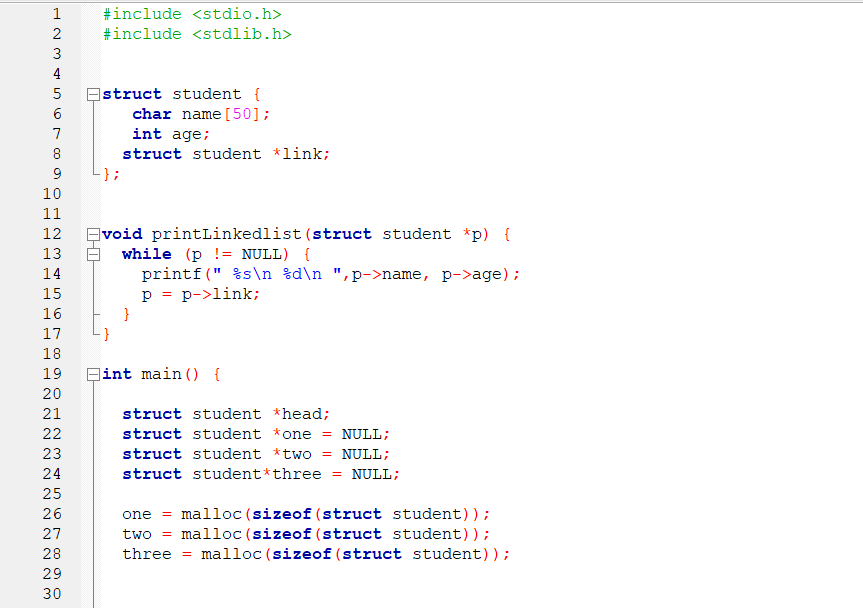 1 #include <stdio.h>
2 #include <stdlib.h>
3
4
5 struct student {
6 char name[50];
7 int age;
8 struct student *link;
9 };
10
11
12 void printLinkedlist(struct student *p) {
13 while (p != NULL) {
14 printf(" %s\n %d\n ",p->name, p->age);
15 p = p->link;
16 }
17 }
18
19 int main() {
20
21 struct student *head;
22 struct student *one = NULL;
23 struct student *two = NULL;
24 struct student*three = NULL;
25
26 one = malloc(sizeof(struct student));
27 two = malloc(sizeof(struct student));
28 three = malloc(sizeof(struct student));
29
30